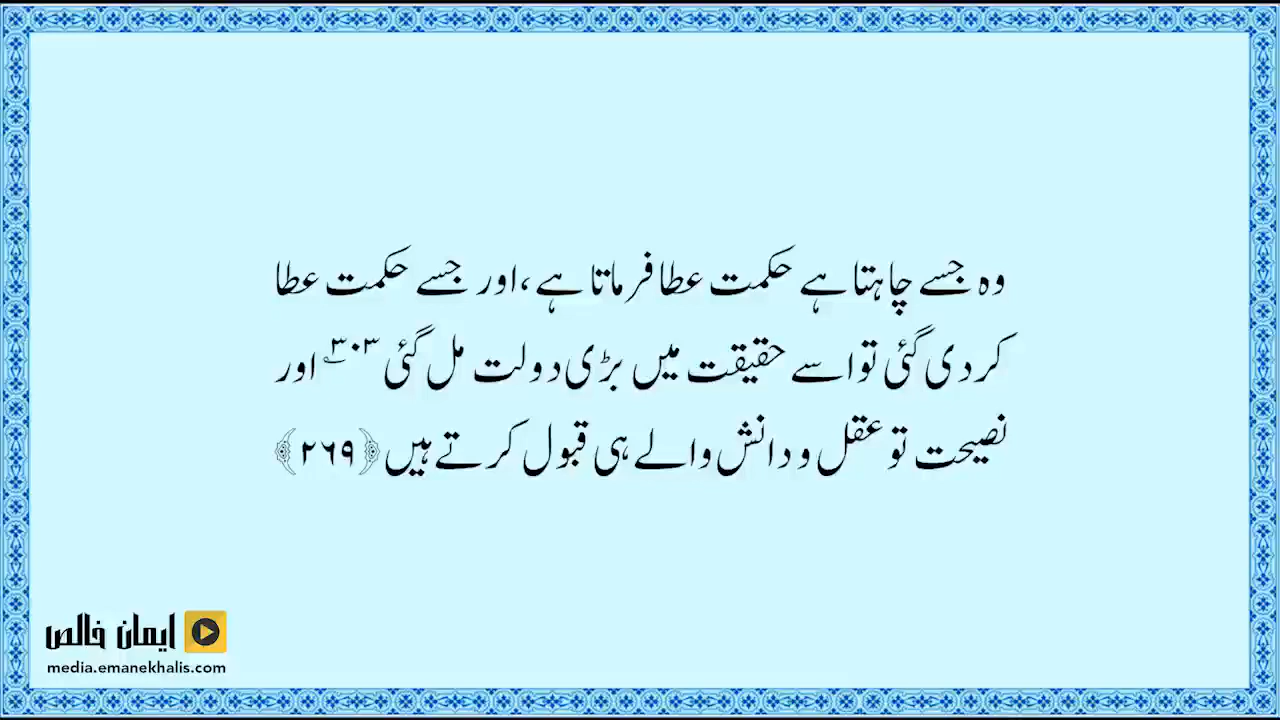 وہ جسے چاہتا ہے حکمت عطا فرماتا ہے، اور جسے حکمت عطا
کر دی گئی تو اسے حقیقت میں بڑی دولت مل گئی ۳۰۳؂ اور
نصیحت تو عقل و دانش والے ہی قبول کرتے ہیں ﴿۲۶۹﴾
ایمان خالص
media.emanekhalis.com